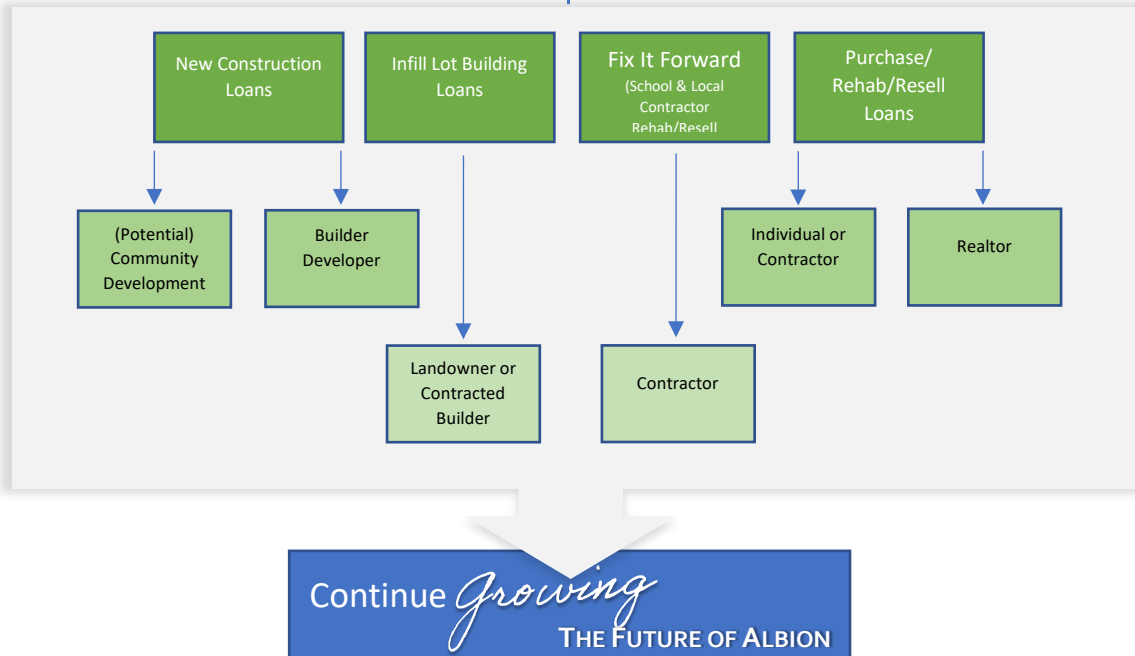 New Construction
Loans
Infill Lot Building
Loans
Fix It Forward
(School & Local
Contractor
Rehab/Resell
Purchase/
Rehab/Resell
Loans
(Potential)
Community
Development
Builder
Developer
Individual or
Contractor
Realtor
Landowner or
Contracted
Builder
Contractor
Continue Growing
THE FUTURE OF ALBION